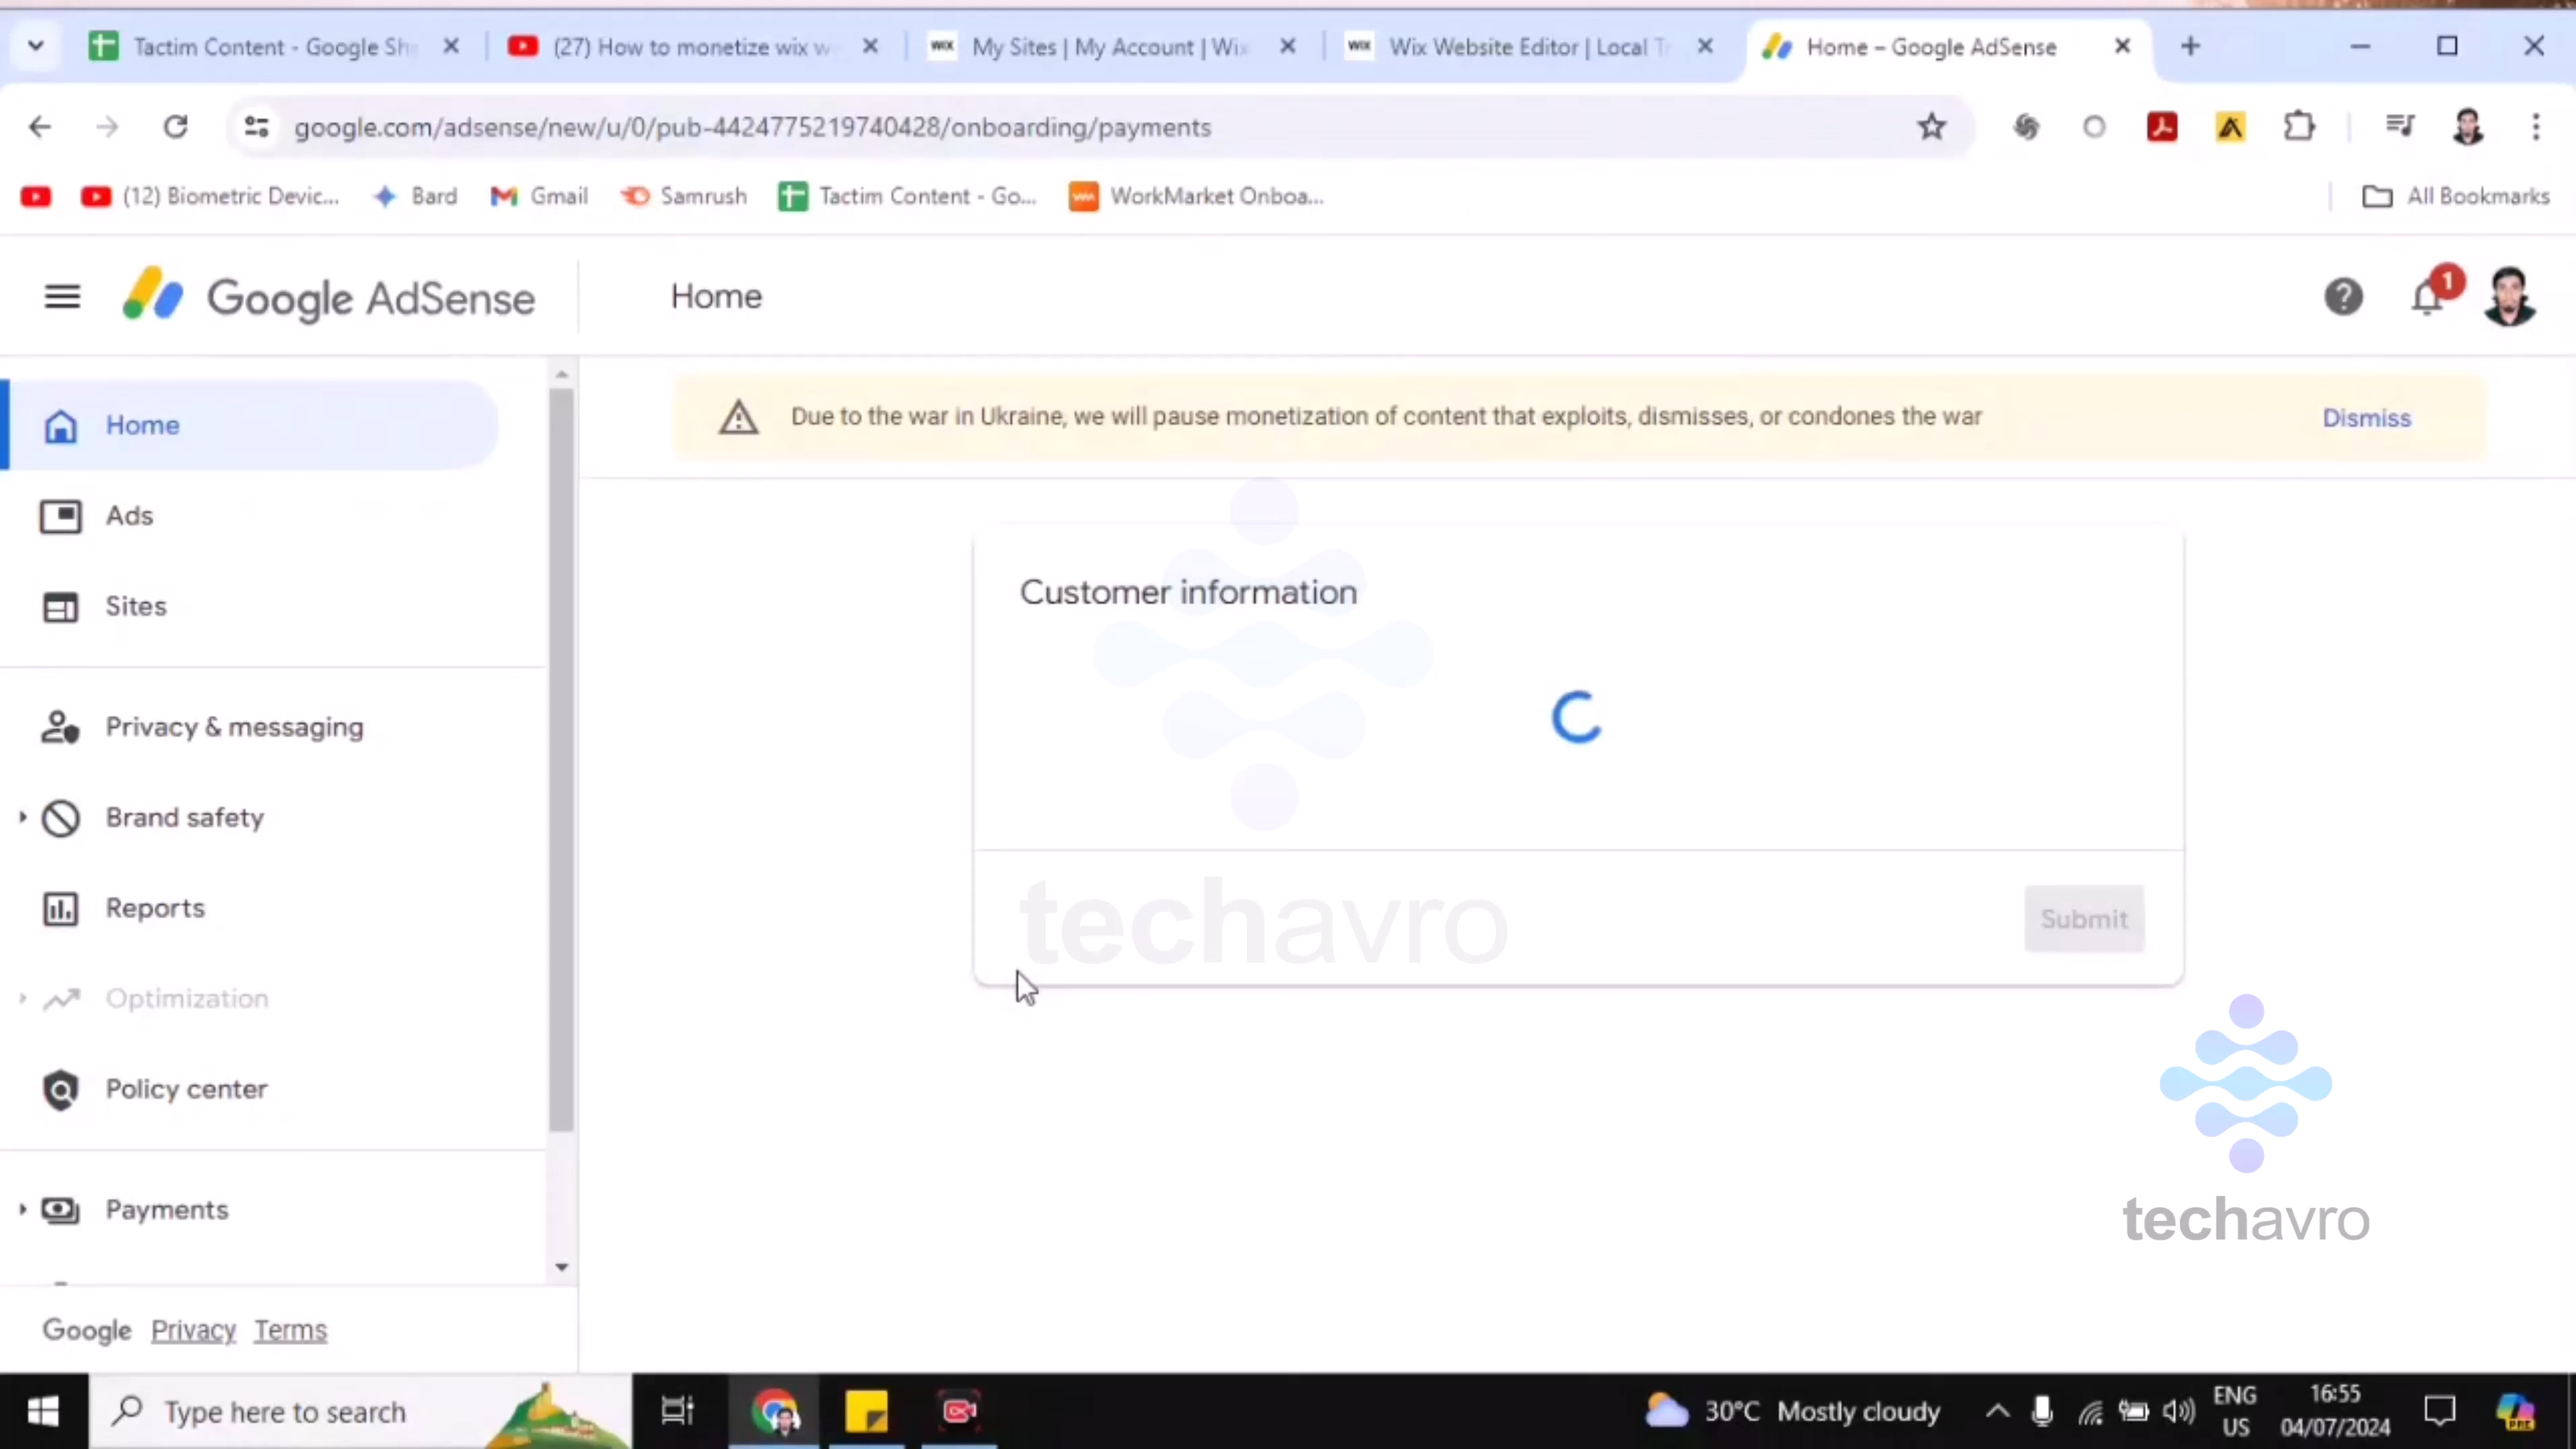 Tactim Content - Google Sh
(27) How to monetize wix w
WIX
My Sites | My Account | Wix
WIX
Wix Website Editor | Local Tr
Home – Google AdSense
google.com/adsense/new/u/0/pub-4424775219740428/onboarding/payments
(12) Biometric Devic...
Bard
Gmail
Samrush
Tactim Content - Go...
WorkMarket Onboa...
All Bookmarks
Google AdSense
Home
1
Home
Due to the war in Ukraine, we will pause monetization of content that exploits, dismisses, or condones the war
Dismiss
Ads
Sites
Customer information
Privacy & messaging
Brand safety
Reports
techavro
Submit
Optimization
Policy center
Payments
techavro
Google Privacy Terms
Type here to search
30°C Mostly cloudy
ENG
US
16:55
04/07/2024